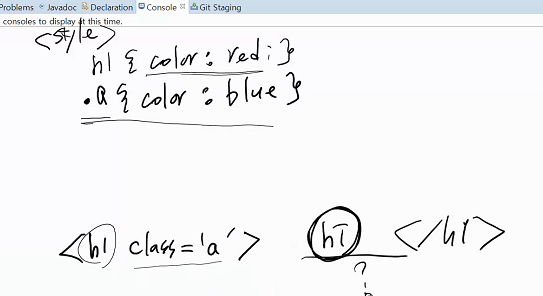 Problems Javadoc Declaration Console Git Staging
consoles to display at this time.
<style>
h1 { color : red; }
.a { color : blue }
<h1 class='a'> hI </h1>
?